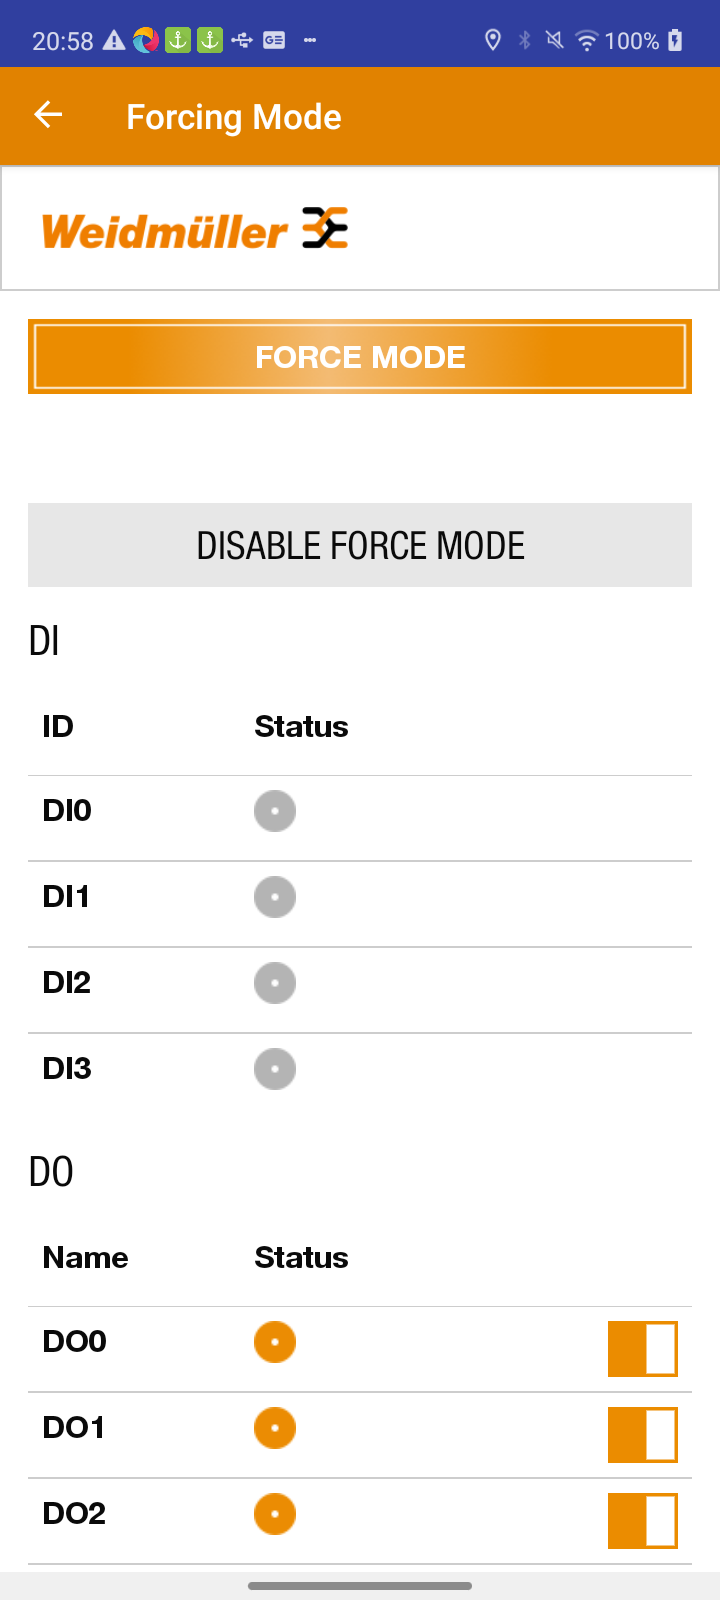 20:58 100%
Forcing Mode
Weidmüller
FORCE MODE
DISABLE FORCE MODE
DI
ID Status
DI0
DI1
DI2
DI3
DO
Name Status
DO0
DO1
DO2